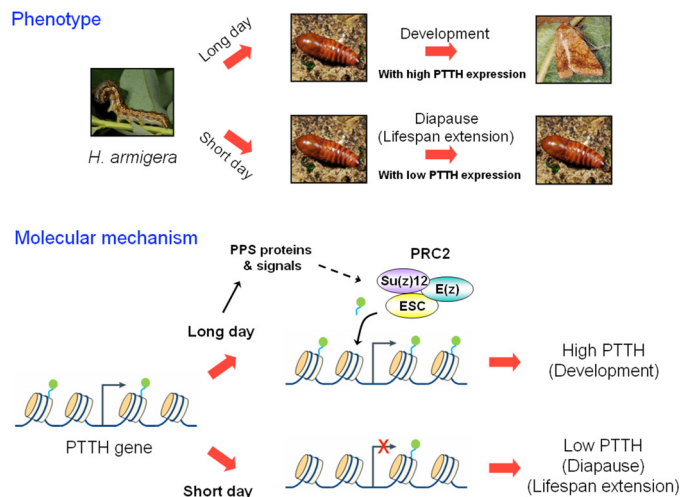 Phenotype
Long day
Development
With high PTTH expression
H. armigera
Short day
Diapause
(Lifespan extension)
With low PTTH expression
Molecular mechanism
PPS proteins
& signals
PRC2
Su(z)12
E(z)
ESC
Long day
High PTTH
(Development)
PTTH gene
X
Low PTTH
(Diapause)
(Lifespan extension)
Short day